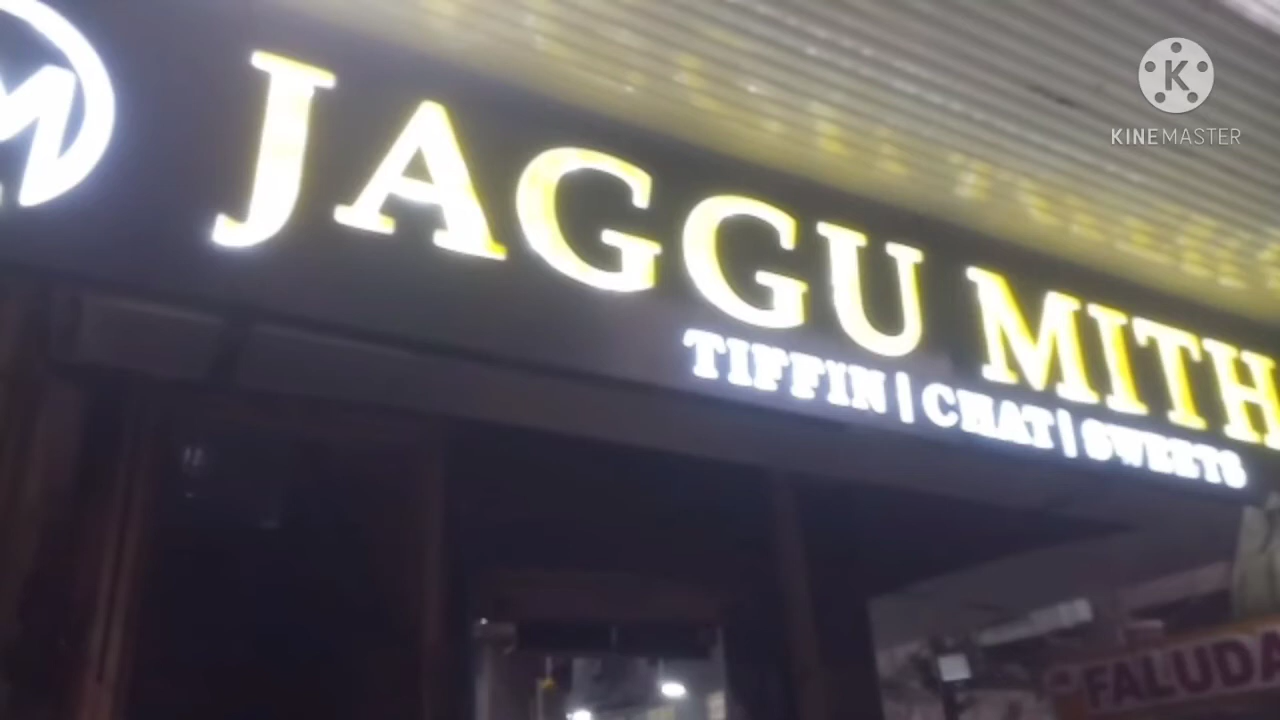 M
JAGGU MITH
TIFFIN | CHAT | SWEETS
FALUDA
K
KINEMASTER